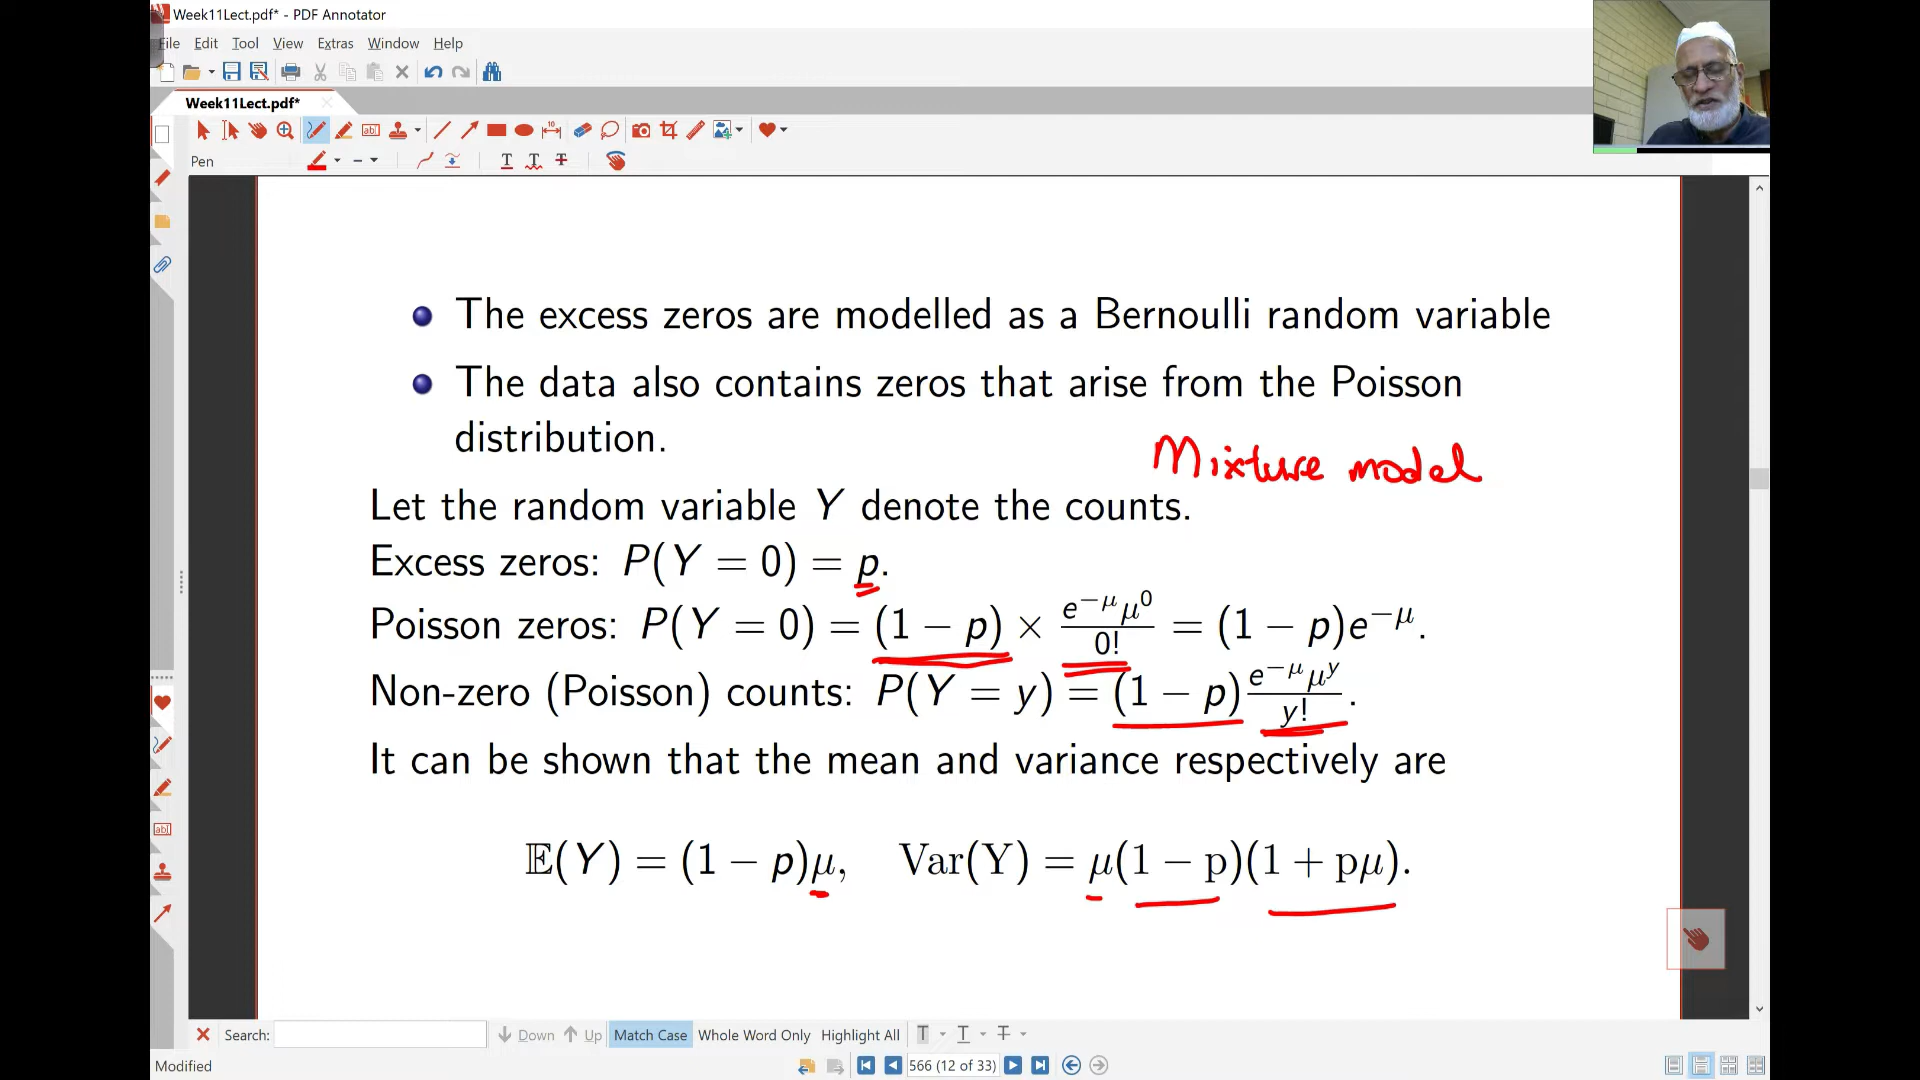 Week11Lect.pdf* - PDF Annotator
File Edit Tool View Extras Window Help
Week11Lect.pdf*
Pen
The excess zeros are modelled as a Bernoulli random variable
The data also contains zeros that arise from the Poisson
distribution.
Mixture model
Let the random variable Y denote the counts.
Excess zeros: P(Y = 0) = p.
Poisson zeros: P(Y = 0) = (1 − p) × e^{−μ}μ^0/0! = (1 − p)e^{−μ}.
Non-zero (Poisson) counts: P(Y = y) = (1 − p) e^{−μ}μ^y/y!.
It can be shown that the mean and variance respectively are
𝔼(Y) = (1 − p)μ, Var(Y) = μ(1 − p)(1 + pμ).
Search: Down Up Match Case Whole Word Only Highlight All
Modified 566 (12 of 33)